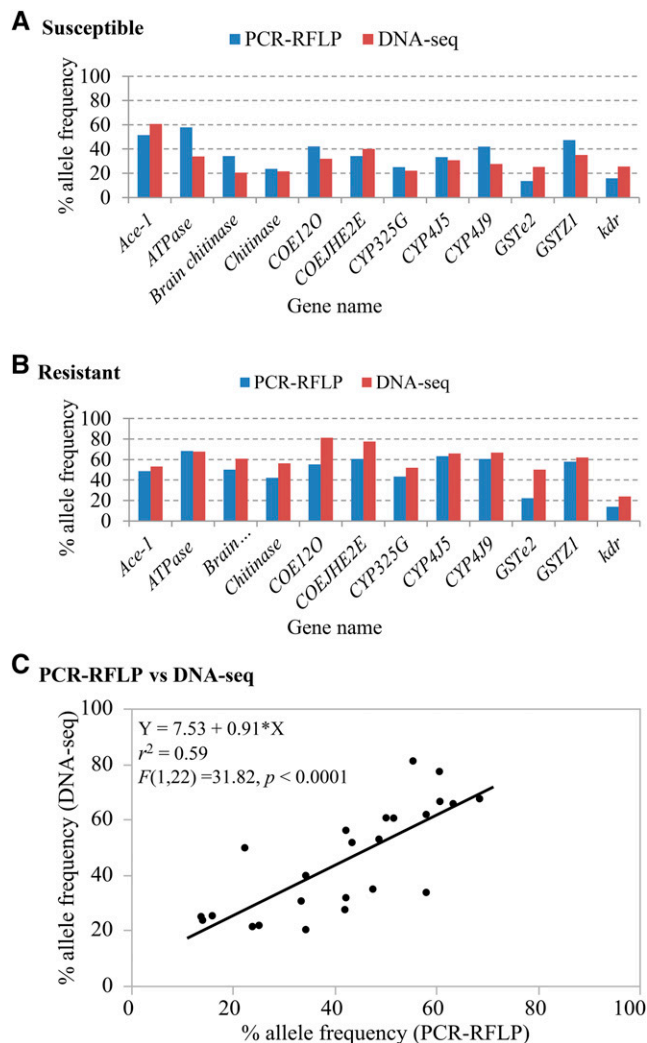 A Susceptible
PCR-RFLP DNA-seq
% allele frequency
100
80
60
40
20
0
Ace-1
ATPase
Brain chitinase
Chitinase
COE12O
COEJHE2E
CYP325G
CYP4J5
CYP4J9
GSTe2
GSTZ1
kdr
Gene name
B Resistant
PCR-RFLP DNA-seq
% allele frequency
100
80
60
40
20
0
Ace-1
ATPase
Brain...
Chitinase
COE12O
COEJHE2E
CYP325G
CYP4J5
CYP4J9
GSTe2
GSTZ1
kdr
Gene name
C PCR-RFLP vs DNA-seq
% allele frequency (DNA-seq)
100
80
60
40
20
0
Y = 7.53 + 0.91*X
r² = 0.59
F(1,22) =31.82, p < 0.0001
0 20 40 60 80 100
% allele frequency (PCR-RFLP)